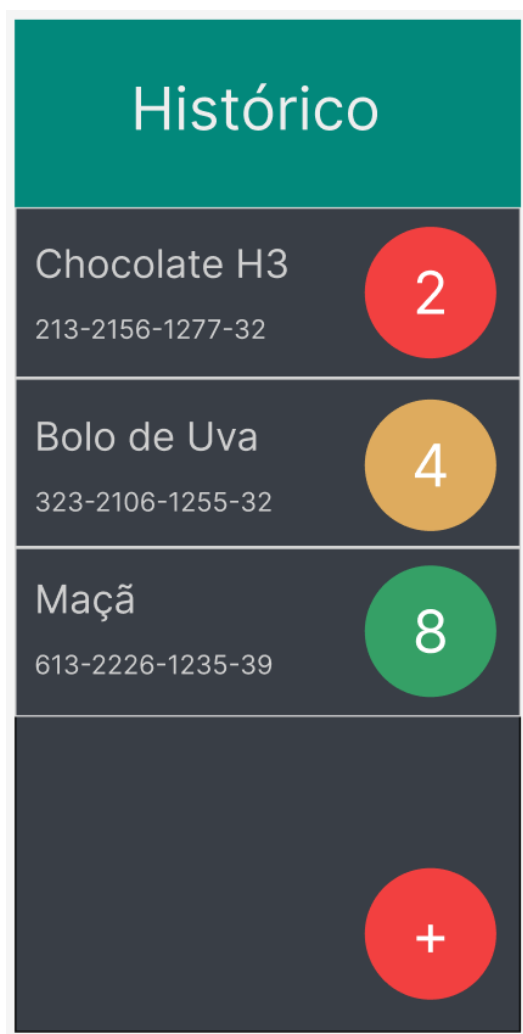 Histórico
Chocolate H3
2
213-2156-1277-32
Bolo de Uva
4
323-2106-1255-32
Maçã
8
613-2226-1235-39
+